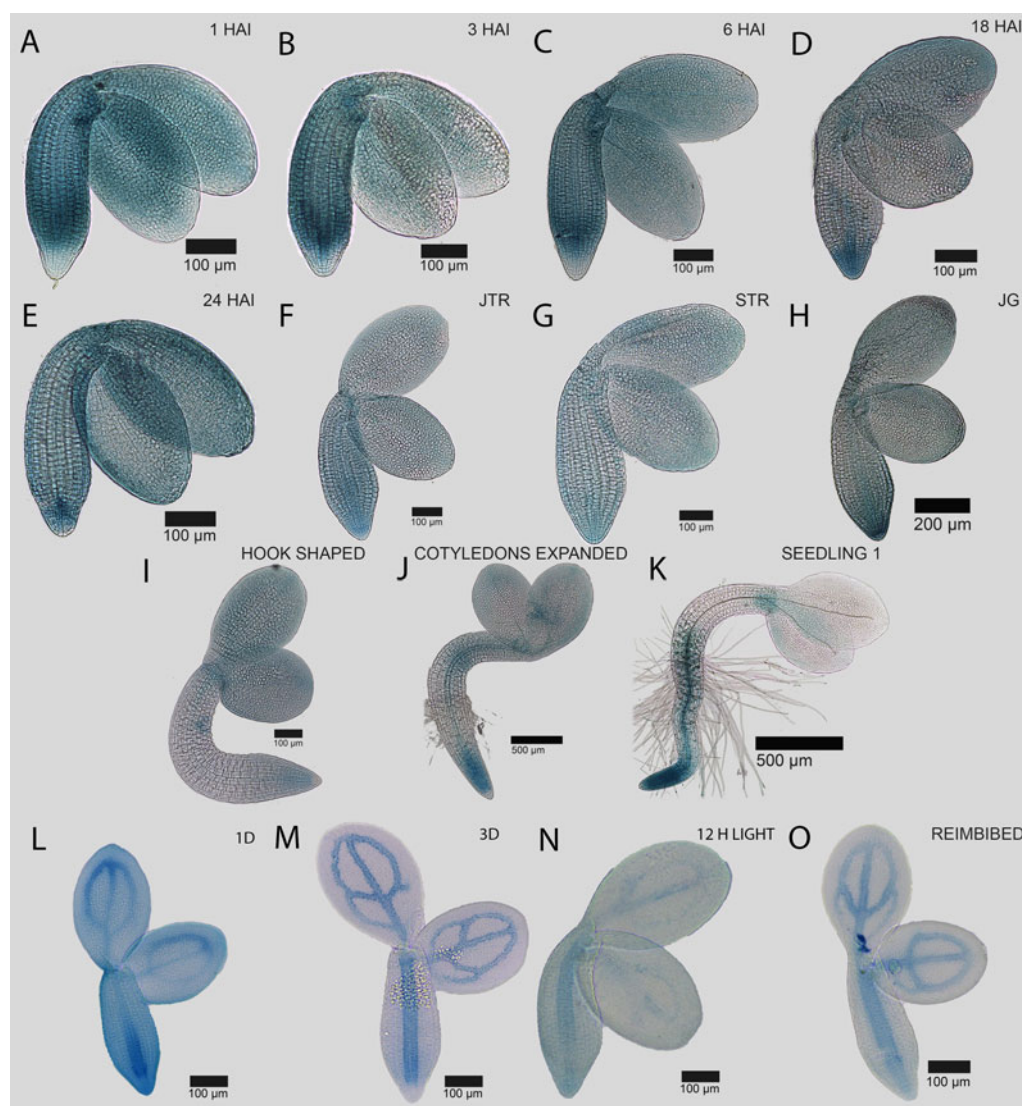 A 1 HAI
B 3 HAI
C 6 HAI
D 18 HAI
100 µm
100 µm
100 µm
100 µm
E 24 HAI
F JTR
G STR
H JG
100 µm
100 µm
100 µm
200 µm
I HOOK SHAPED
J COTYLEDONS EXPANDED
K SEEDLING 1
100 µm
500 µm
500 µm
L 1D
M 3D
N 12 H LIGHT
O REIMBIBED
100 µm
100 µm
100 µm
100 µm